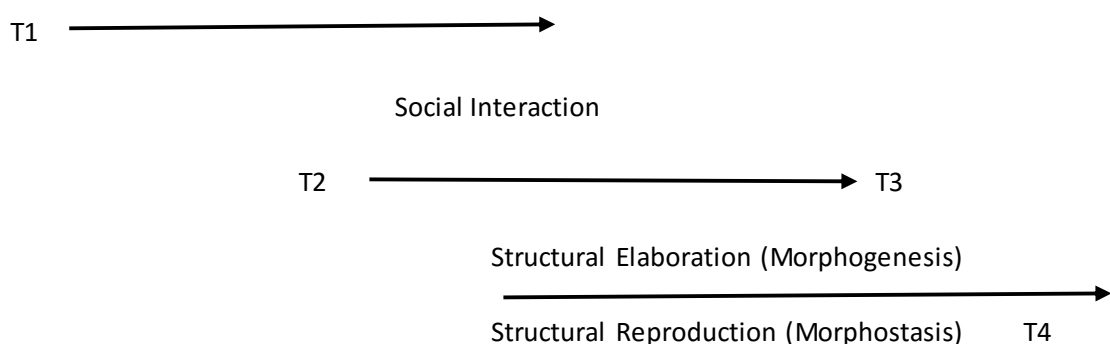 T1
Social Interaction
T2 T3
Structural Elaboration (Morphogenesis)
Structural Reproduction (Morphostasis) T4